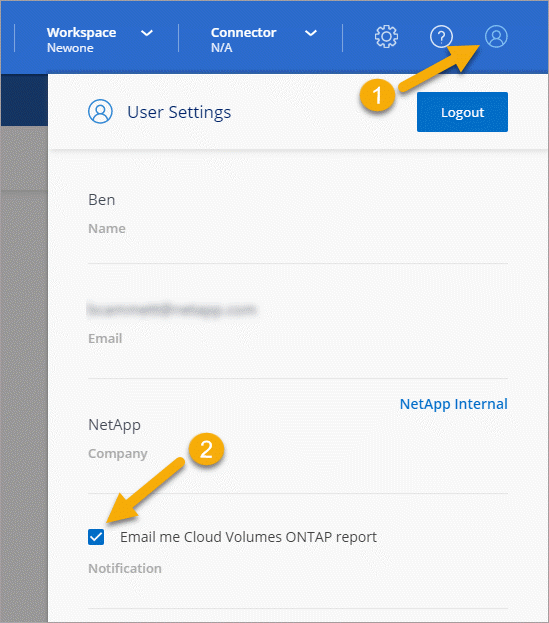 Workspace
Newone
Connector
N/A
1
User Settings
Logout
Ben
Name
Email
NetApp Internal
NetApp
Company
2
Email me Cloud Volumes ONTAP report
Notification